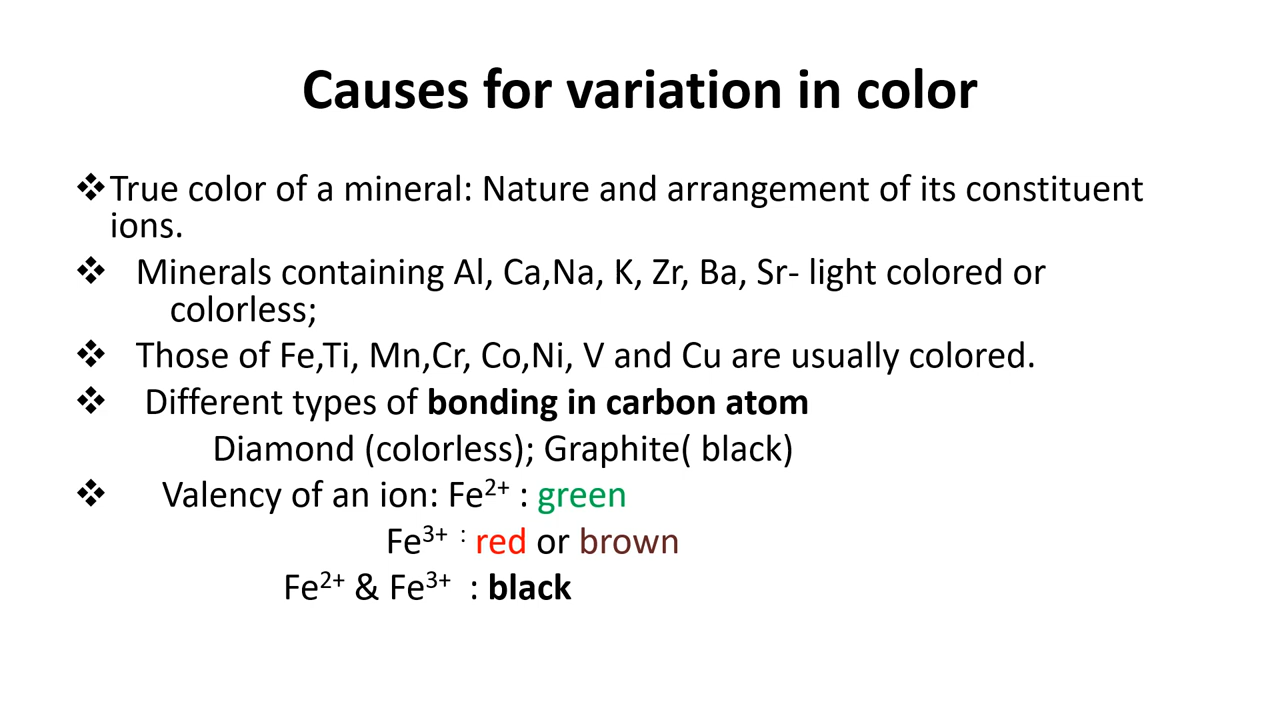 Causes for variation in color
❖True color of a mineral: Nature and arrangement of its constituent
ions.
❖ Minerals containing Al, Ca,Na, K, Zr, Ba, Sr- light colored or
colorless;
❖ Those of Fe,Ti, Mn,Cr, Co,Ni, V and Cu are usually colored.
❖ Different types of bonding in carbon atom
Diamond (colorless); Graphite( black)
❖ Valency of an ion: Fe²⁺ : green
Fe³⁺ : red or brown
Fe²⁺ & Fe³⁺ : black